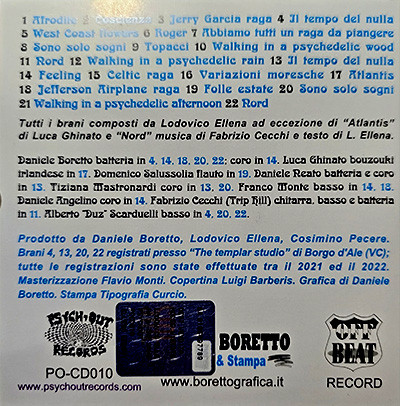 1 Afrodite 2 Coscienza 3 Jerry Garcia raga 4 Il tempo del nulla
5 West Coast flowers 6 Roger 7 Abbiamo tutti un raga da piangere
8 Sono solo sogni 9 Topacci 10 Walking in a psychedelic wood
11 Nord 12 Walking in a psychedelic rain 13 Il tempo del nulla
14 Feeling 15 Celtic raga 16 Variazioni moresche 17 Atlantis
18 Jefferson Airplane raga 19 Folle estate 20 Sono solo sogni
21 Walking in a psychedelic afternoon 22 Nord
Tutti i brani composti da Lodovico Ellena ad eccezione di “Atlantis”
di Luca Ghinato e “Nord” musica di Fabrizio Cecchi e testo di L. Ellena.
Daniele Boretto batteria in 4, 14, 18, 20, 22; coro in 14. Luca Ghinato bouzouki
irlandese in 17. Domenico Salussolia flauto in 19. Daniele Reato batteria e coro
in 13. Tiziana Mastronardi coro in 13, 20. Franco Monte basso in 14, 18.
Daniele Angelino coro in 14. Fabrizio Cecchi (Trip Hill) chitarra, basso e batteria
in 11. Alberto “Duz” Scarduelli basso in 4, 20, 22.
Prodotto da Daniele Boretto, Lodovico Ellena, Cosimino Pecere.
Brani 4, 13, 20, 22 registrati presso “The templar studio” di Borgo d'Ale (VC);
tutte le registrazioni sono state effettuate tra il 2021 ed il 2022.
Masterizzazione Flavio Monti. Copertina Luigi Barberis. Grafica di Daniele
Boretto. Stampa Tipografia Curcio.
PSYCH-OUT
RECORDS
PO-CD010
www.psychoutrecords.com
BORETTO
& Stampa
www.borettografica.it
OFF
BEAT
RECORD